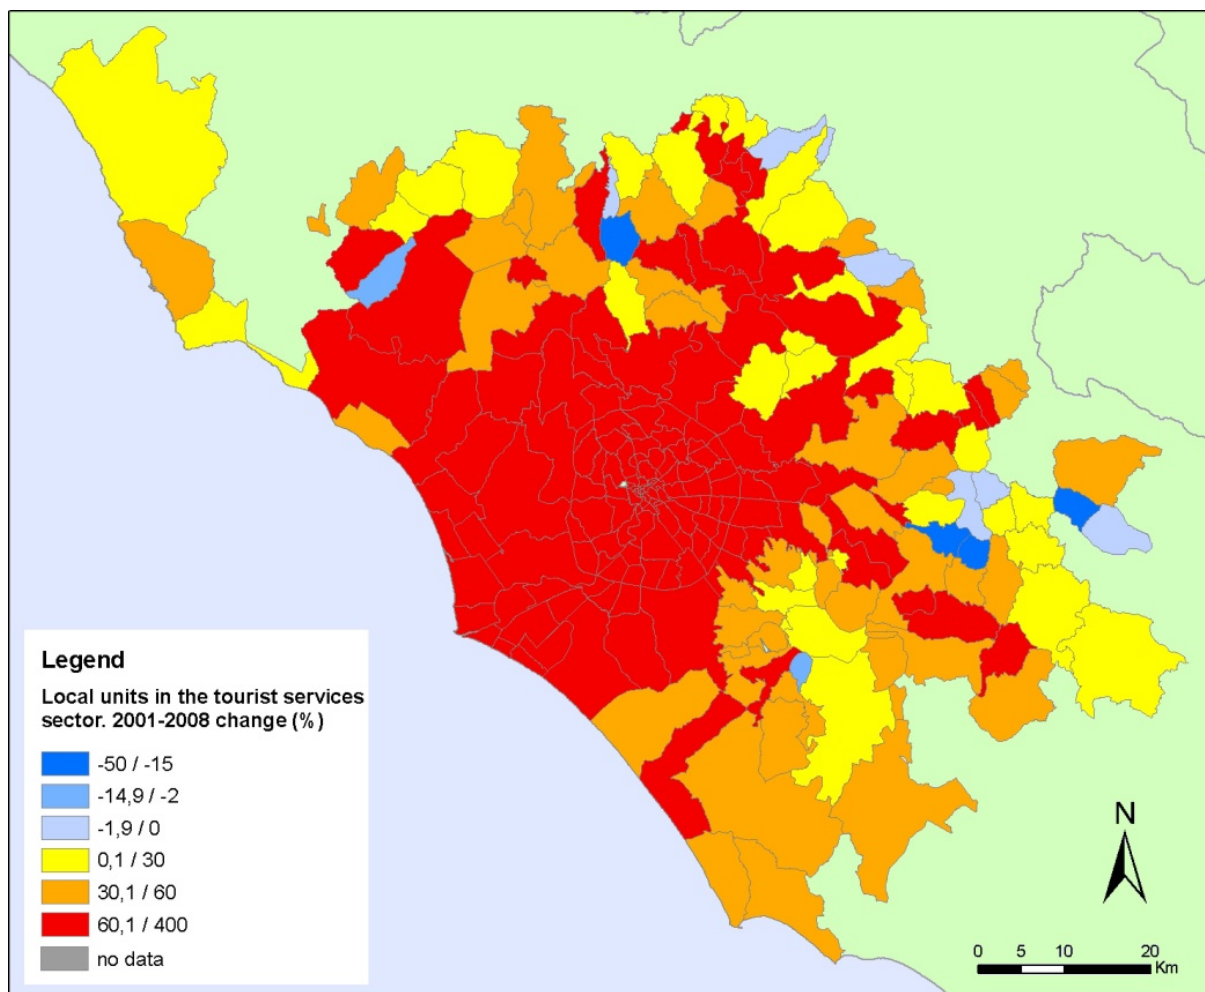 Legend
Local units in the tourist services
sector. 2001-2008 change (%)
-50 / -15
-14,9 / -2
-1,9 / 0
0,1 / 30
30,1 / 60
60,1 / 400
no data
N
0 5 10 20
Km